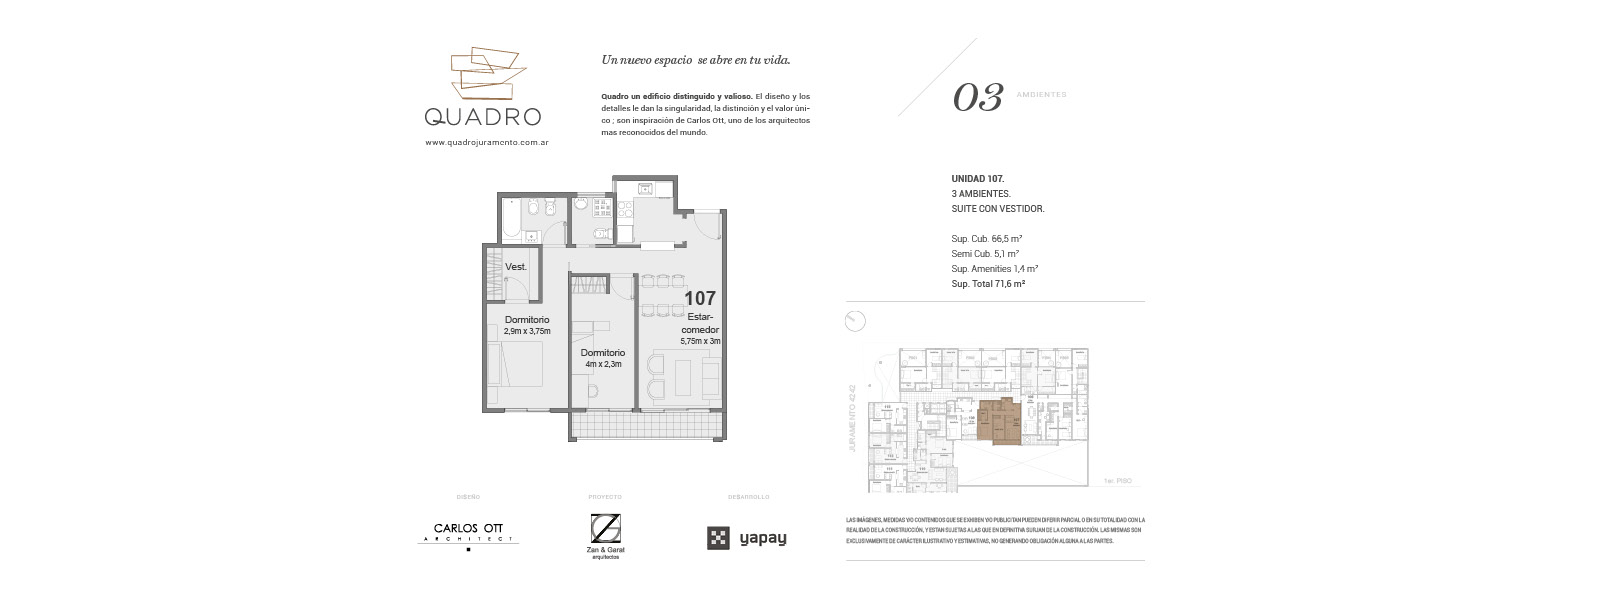 QUADRO
www.quadrojuramento.com.ar
Un nuevo espacio se abre en tu vida.
Quadro un edificio distinguido y valioso. El diseño y los
detalles le dan la singularidad, la distinción y el valor úni-
co ; son inspiración de Carlos Ott, uno de los arquitectos
mas reconocidos del mundo.
03 AMBIENTES
UNIDAD 107.
3 AMBIENTES.
SUITE CON VESTIDOR.
Sup. Cub. 66,5 m²
Semi Cub. 5,1 m²
Sup. Amenities 1,4 m²
Sup. Total 71,6 m²
Vest.
Dormitorio
2,9m x 3,75m
Dormitorio
4m x 2,3m
107
Estar-
comedor
5,75m x 3m
JURAMENTO 4242
1er. PISO
DISEÑO
CARLOS OTT
ARCHITECT
PROYECTO
Zan & Garat
arquitectos
DESARROLLO
yapay
LAS IMÁGENES, MEDIDAS Y/O CONTENIDOS QUE SE EXHIBEN Y/O PUBLICITAN PUEDEN DIFERIR PARCIAL O EN SU TOTALIDAD CON LA
REALIDAD DE LA CONSTRUCCIÓN, Y ESTAN SUJETAS A LAS QUE EN DEFINITIVA SURJAN DE LA CONSTRUCCIÓN. LAS MISMAS SON
EXCLUSIVAMENTE DE CARÁCTER ILUSTRATIVO Y ESTIMATIVAS, NO GENERANDO OBLIGACIÓN ALGUNA A LAS PARTES.